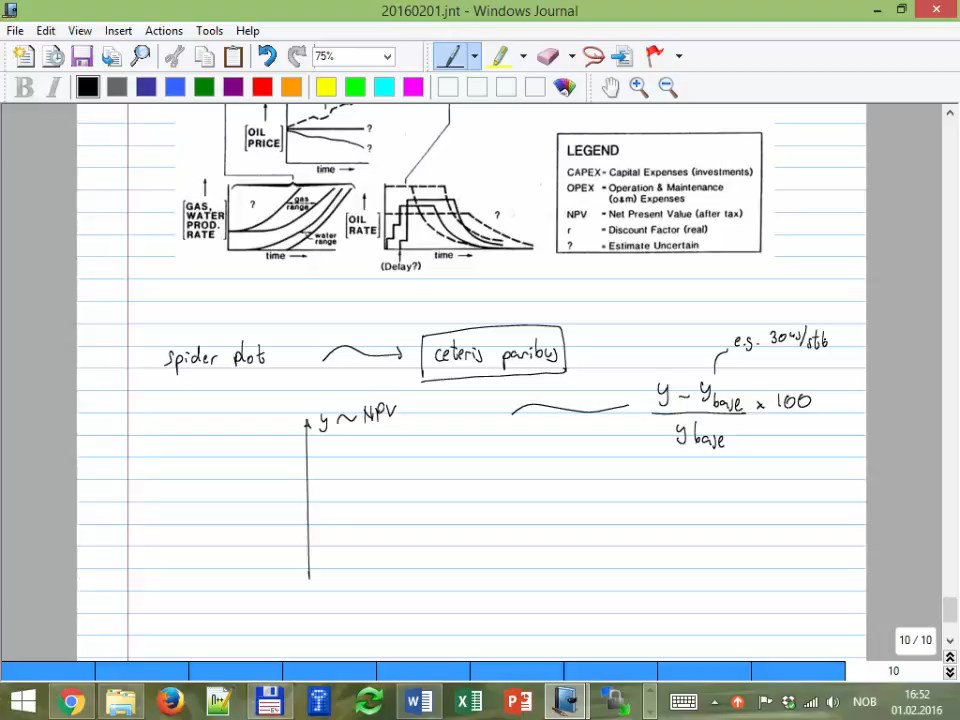 20160201.jnt - Windows Journal
File Edit View Insert Actions Tools Help
75%
B I
[OIL PRICE]
?
?
time
LEGEND
CAPEX = Capital Expenses (investments)
OPEX = Operation & Maintenance (o&m) Expenses
NPV = Net Present Value (after tax)
r = Discount Factor (real)
? = Estimate Uncertain
[GAS, WATER PROD. RATE]
?
gas range
water range
time
[OIL RATE]
?
(Delay?)
time
spider plot
ceteris paribus
e.g. 30 us/stb
y - y base x 100
y base
y ~ NPV
10 / 10
10
NOB
16:52
01.02.2016